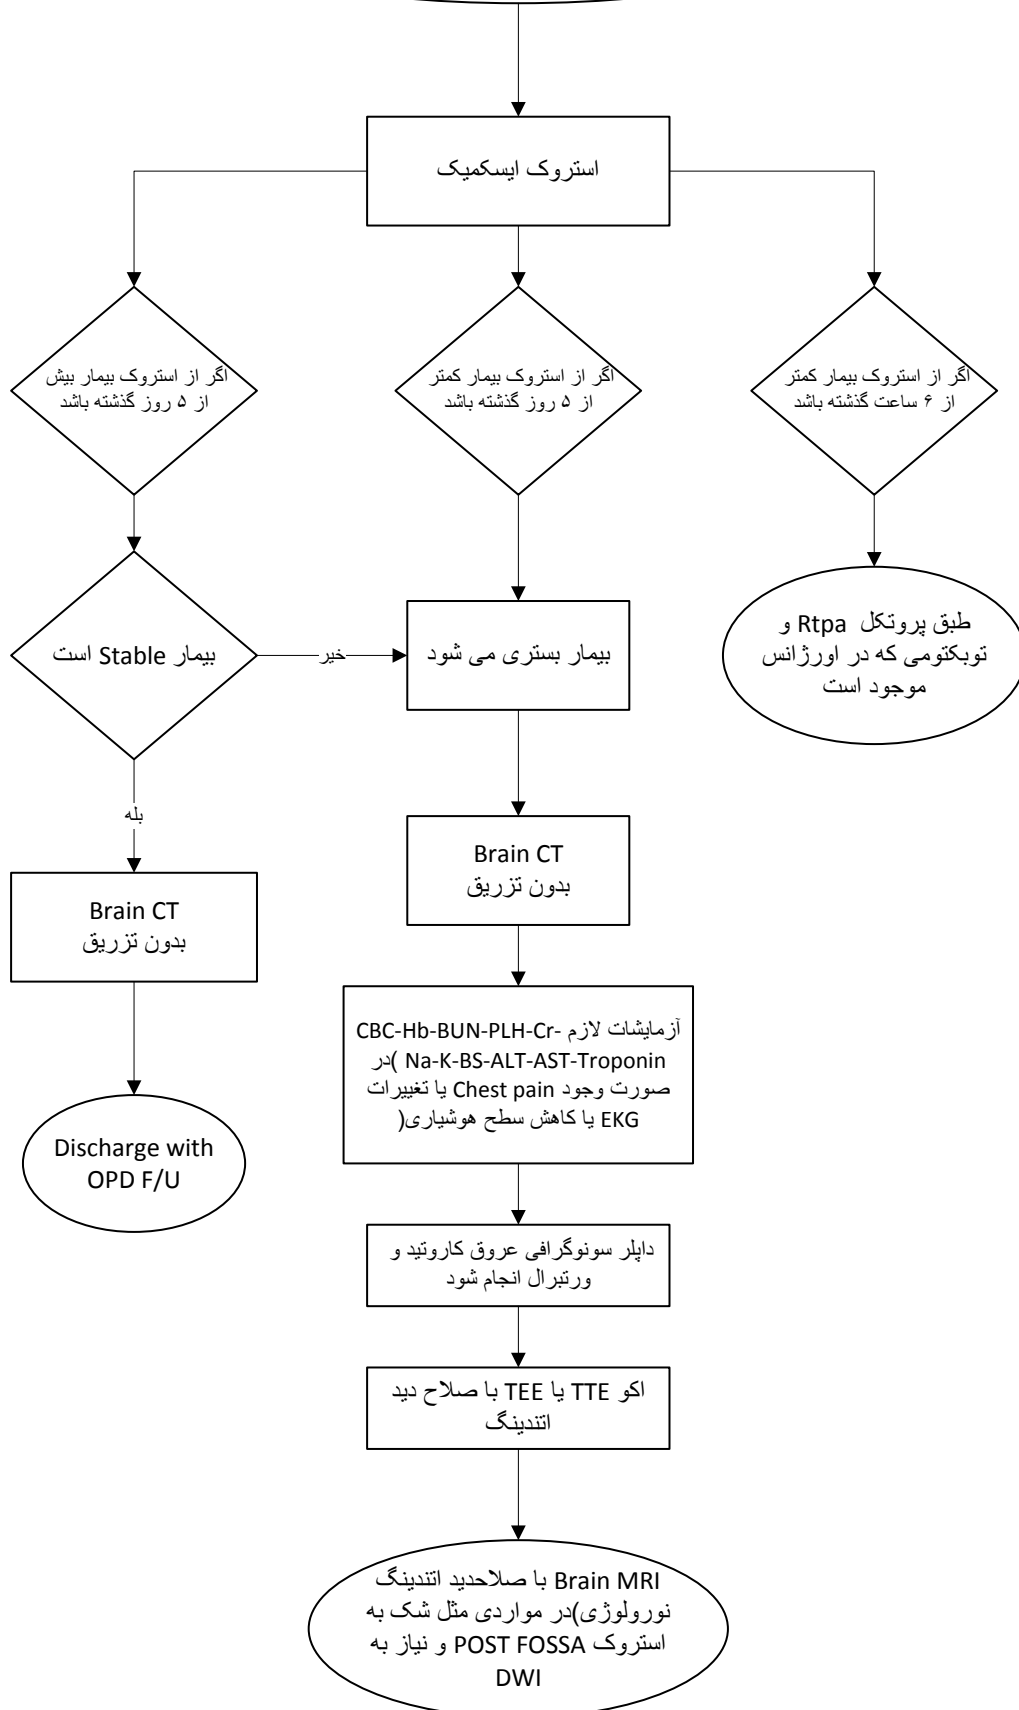 استروک ایسکمیک
اگر از استروک بیمار کمتر
از ۶ ساعت گذشته باشد
اگر از استروک بیمار کمتر
از ۵ روز گذشته باشد
اگر از استروک بیمار بیش
از ۵ روز گذشته باشد
طبق پروتکل Rtpa و
توبکتومی که در اورژانس
موجود است
بیمار بستری می شود
خیر
بیمار Stable است
بله
Brain CT
بدون تزریق
Brain CT
بدون تزریق
آزمایشات لازم CBC-Hb-BUN-PLH-Cr-
Na-K-BS-ALT-AST-Troponin )در
صورت وجود Chest pain یا تغییرات
EKG یا کاهش سطح هوشیاری(
Discharge with
OPD F/U
داپلر سونوگرافی عروق کاروتید و
ورتبرال انجام شود
اکو TTE یا TEE با صلاح دید
اتندینگ
Brain MRI با صلاحدید اتندینگ
نورولوژی)در مواردی مثل شک به
استروک POST FOSSA و نیاز به
DWI